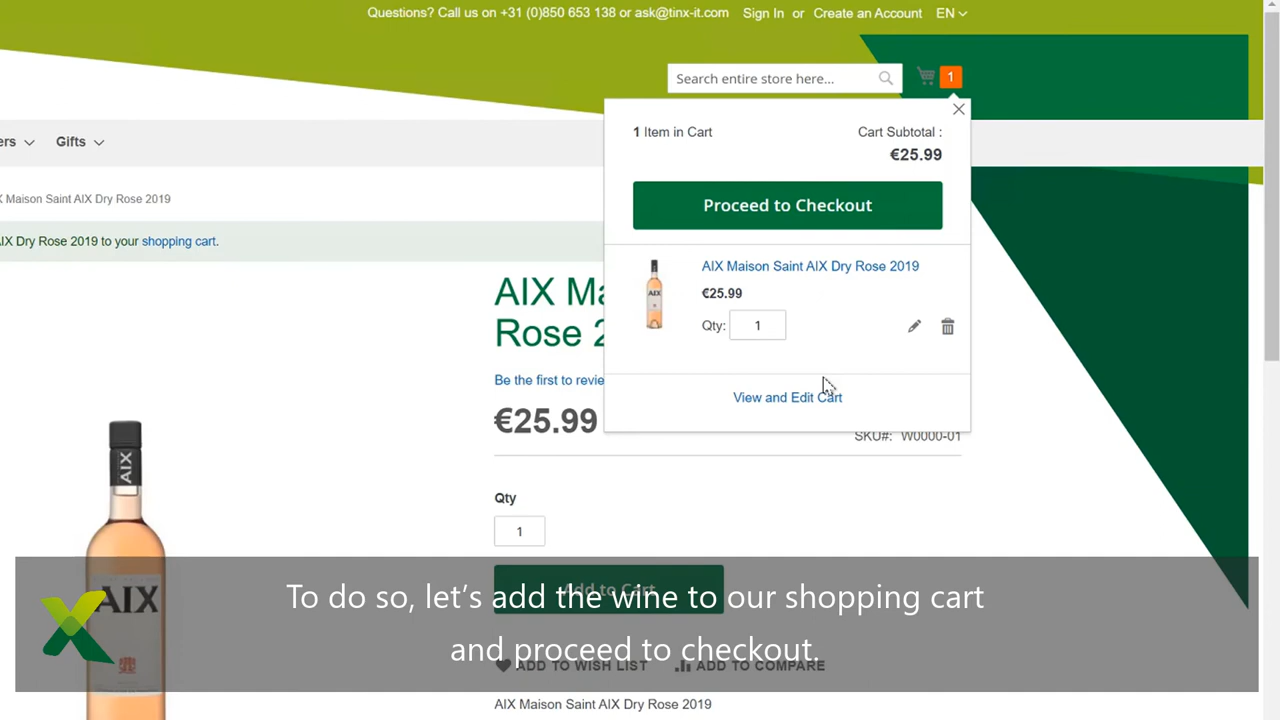 Questions? Call us on +31 (0)850 653 138 or ask@tinx-it.com Sign In or Create an Account EN
Search entire store here...
1
1 Item in Cart
Cart Subtotal :
€25.99
ers Gifts
Proceed to Checkout
Maison Saint AIX Dry Rose 2019
AIX Dry Rose 2019 to your shopping cart.
AIX Maison Saint AIX Dry Rose 2019
€25.99
AIX
Qty: 1
AIX Ma
Rose 2
Be the first to revie
View and Edit Cart
€25.99
SKU#: W0000-01
AIX
Qty
1
Add to Cart
AIX
To do so, let's add the wine to our shopping cart
and proceed to checkout.
ADD TO WISH LIST ADD TO COMPARE
AIX Maison Saint AIX Dry Rose 2019